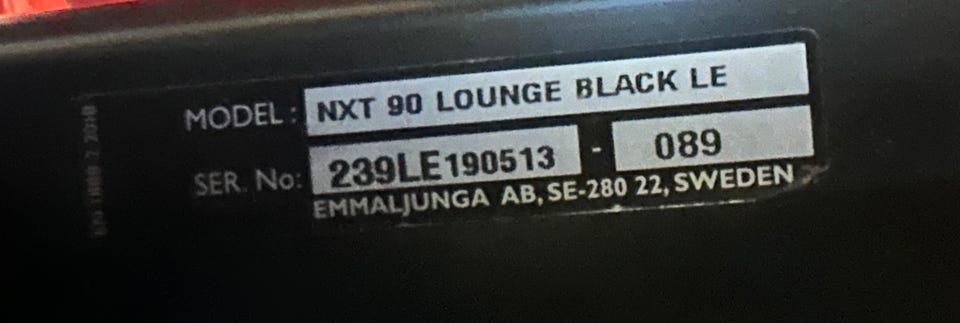 MODEL: NXT 90 LOUNGE BLACK LE
SER. No: 239LE190513 - 089
EMMALJUNGA AB, SE-280 22, SWEDEN